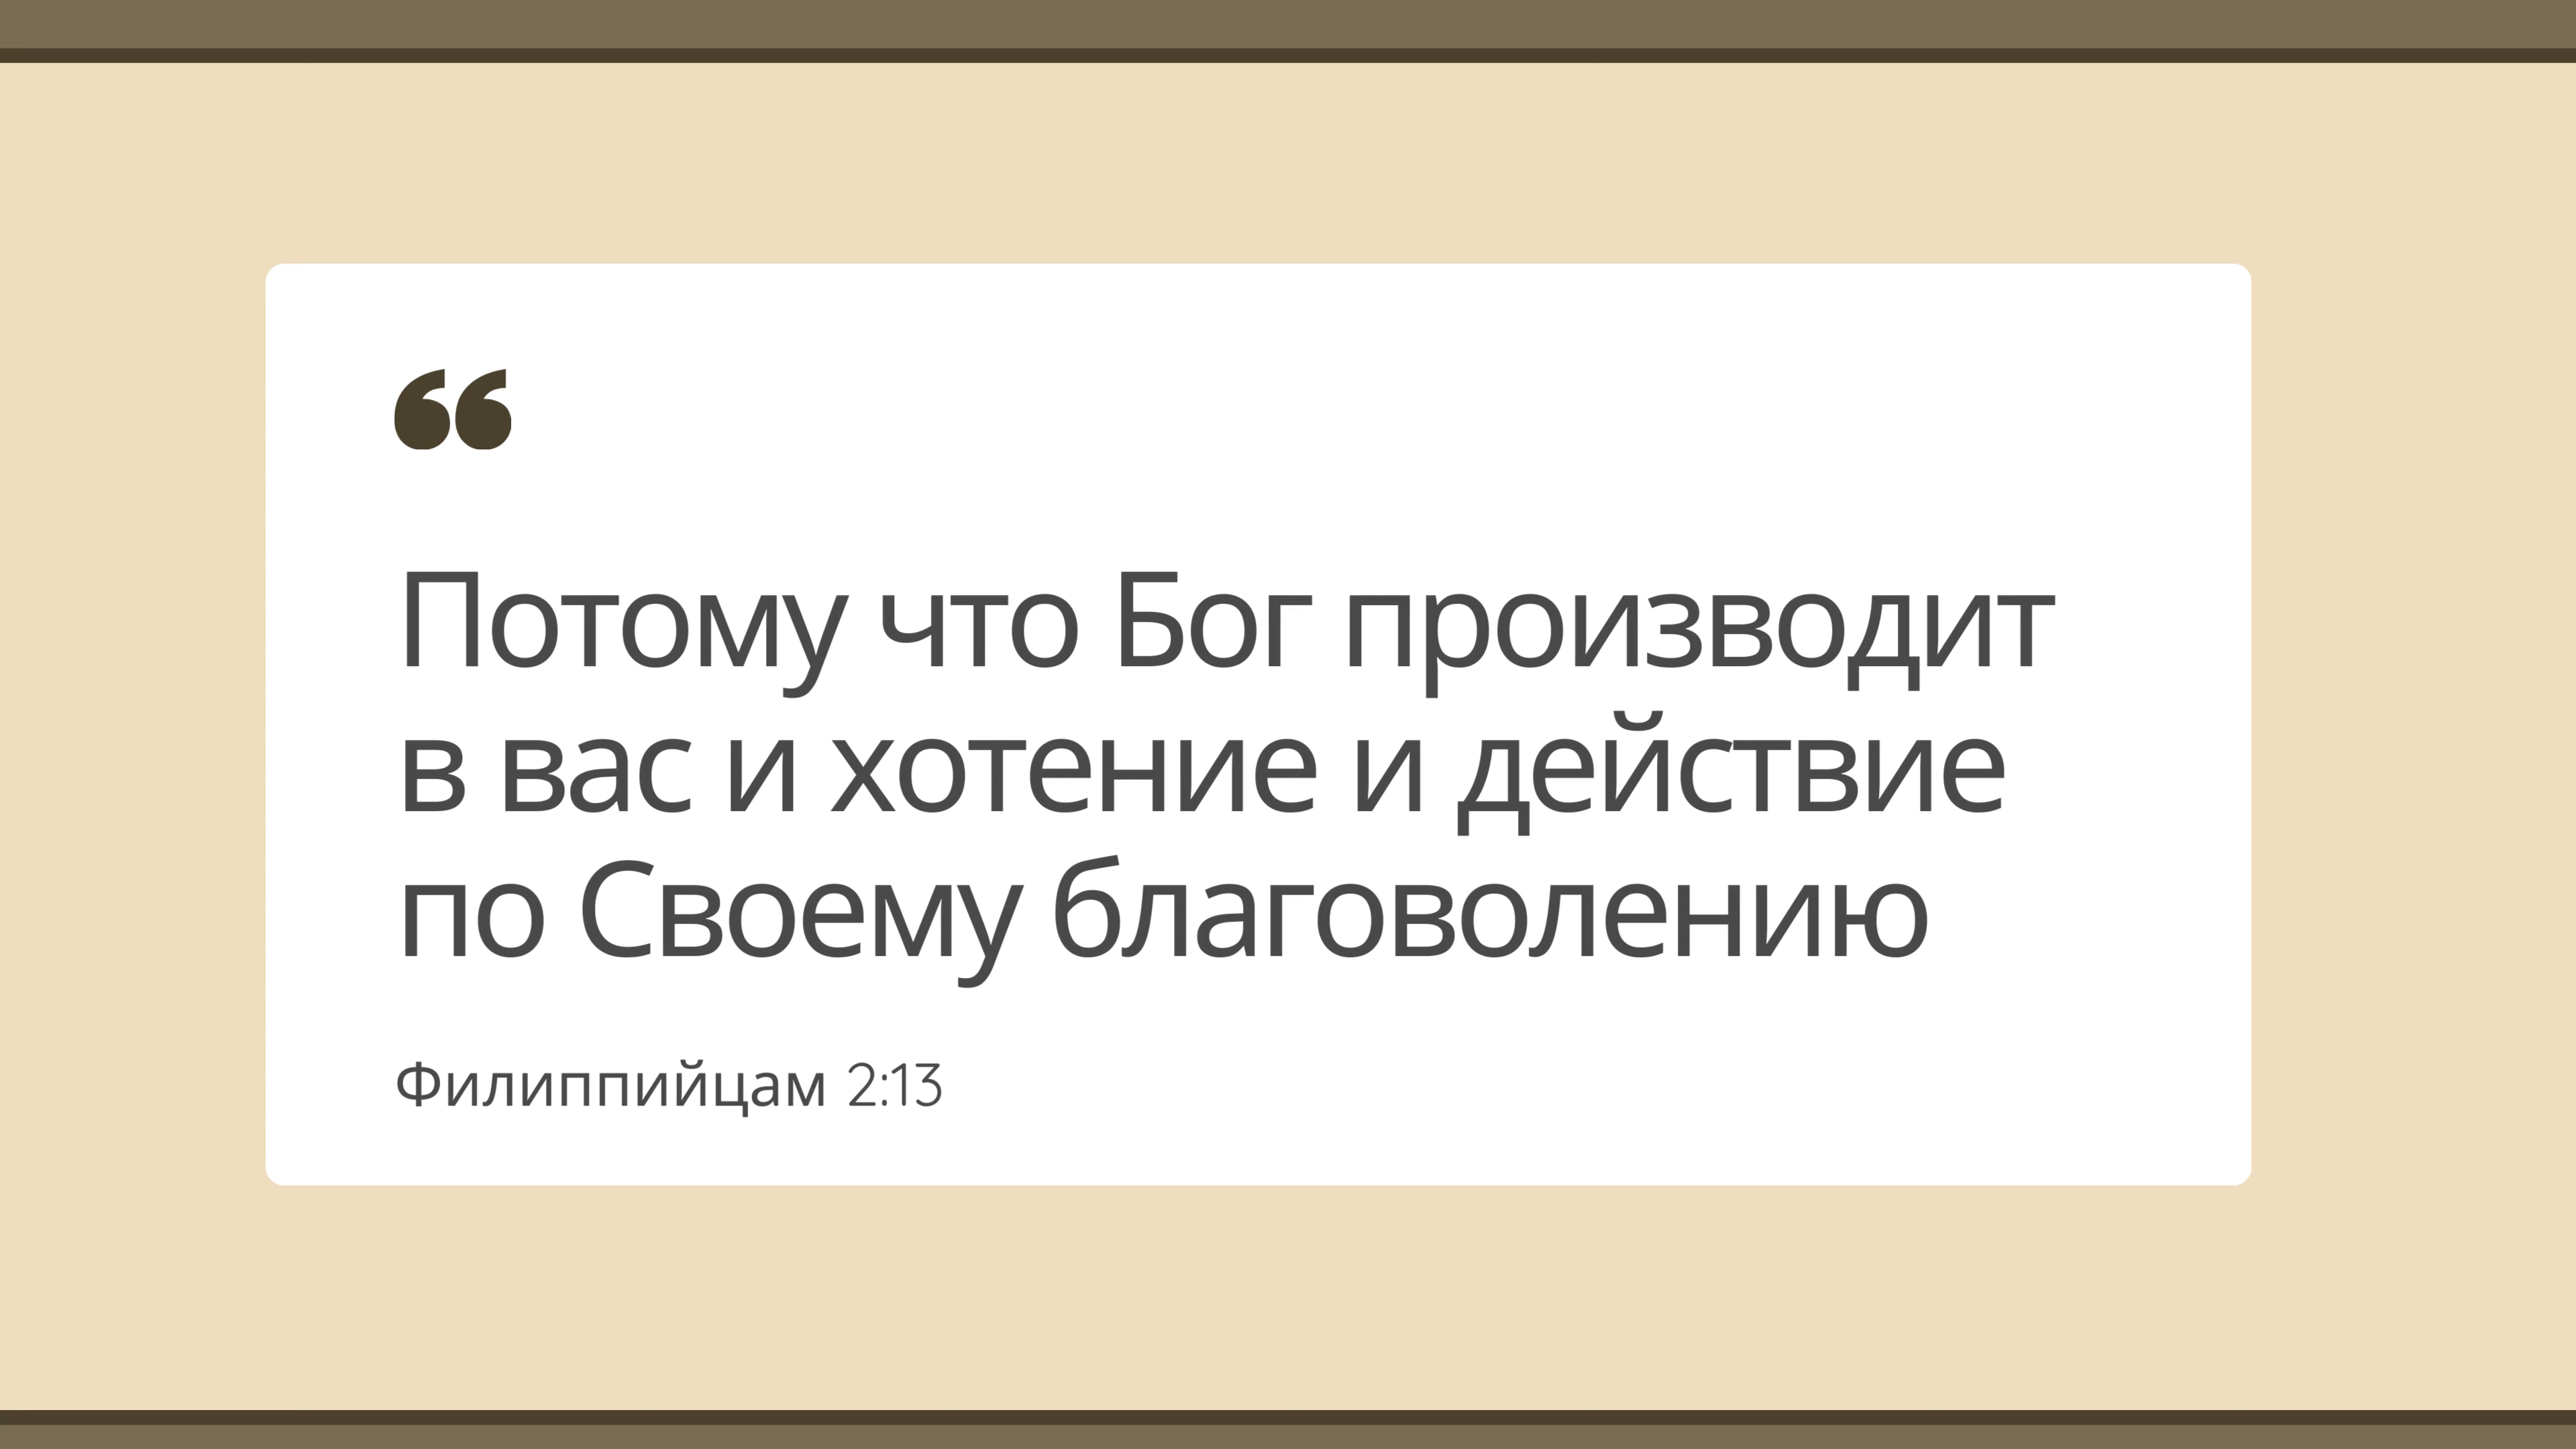 “
Потому что Бог производит
в вас и хотение и действие
по Своему благоволению
Филиппийцам 2:13